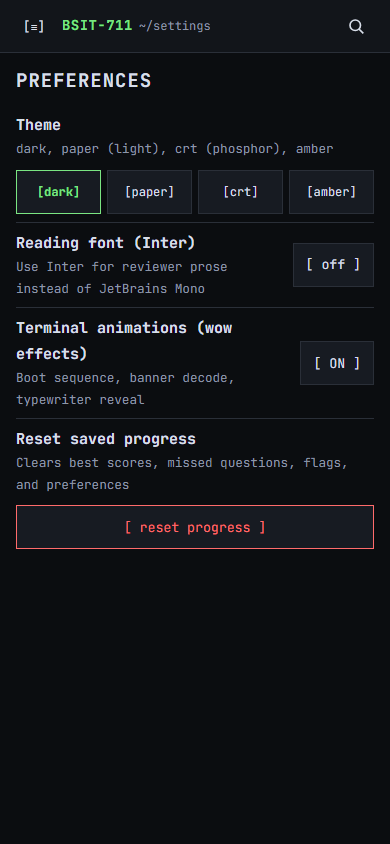 [≡] BSIT-711 ~/settings
PREFERENCES
Theme
dark, paper (light), crt (phosphor), amber
[dark] [paper] [crt] [amber]
Reading font (Inter)
Use Inter for reviewer prose
instead of JetBrains Mono
[ off ]
Terminal animations (wow
effects)
Boot sequence, banner decode,
typewriter reveal
[ ON ]
Reset saved progress
Clears best scores, missed questions, flags,
and preferences
[ reset progress ]